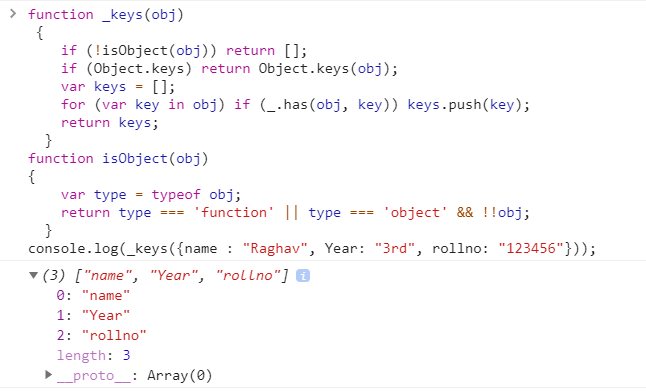 function _keys(obj)
{
if (!isObject(obj)) return [];
if (Object.keys) return Object.keys(obj);
var keys = [];
for (var key in obj) if (_.has(obj, key)) keys.push(key);
return keys;
}
function isObject(obj)
{
var type = typeof obj;
return type === 'function' || type === 'object' && !!obj;
}
console.log(_keys({name : "Raghav", Year: "3rd", rollno: "123456"}));
(3) ["name", "Year", "rollno"] i
0: "name"
1: "Year"
2: "rollno"
length: 3
__proto__: Array(0)